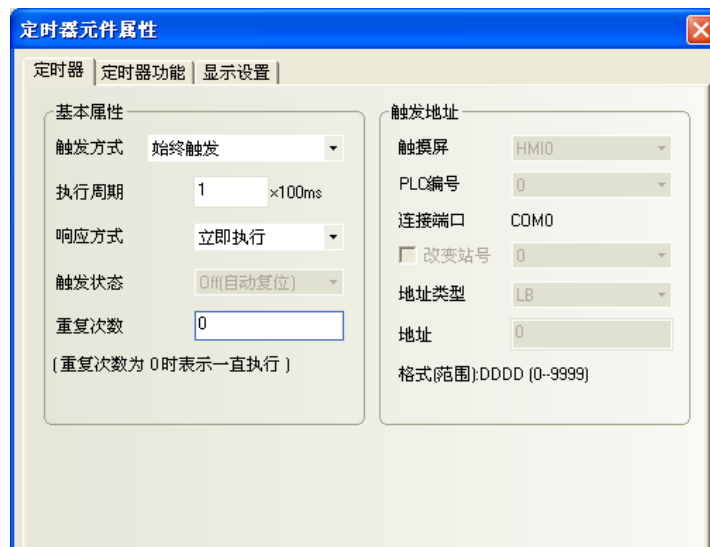 定时器元件属性
定时器 定时器功能 显示设置
基本属性
触发方式 始终触发
执行周期 1 ×100ms
响应方式 立即执行
触发状态 Off(自动复位)
重复次数 0
(重复次数为 0时表示一直执行 )
触发地址
触摸屏 HMI0
PLC编号 0
连接端口 COM0
改变站号 0
地址类型 LB
地址 0
格式(范围):DDDD (0--9999)